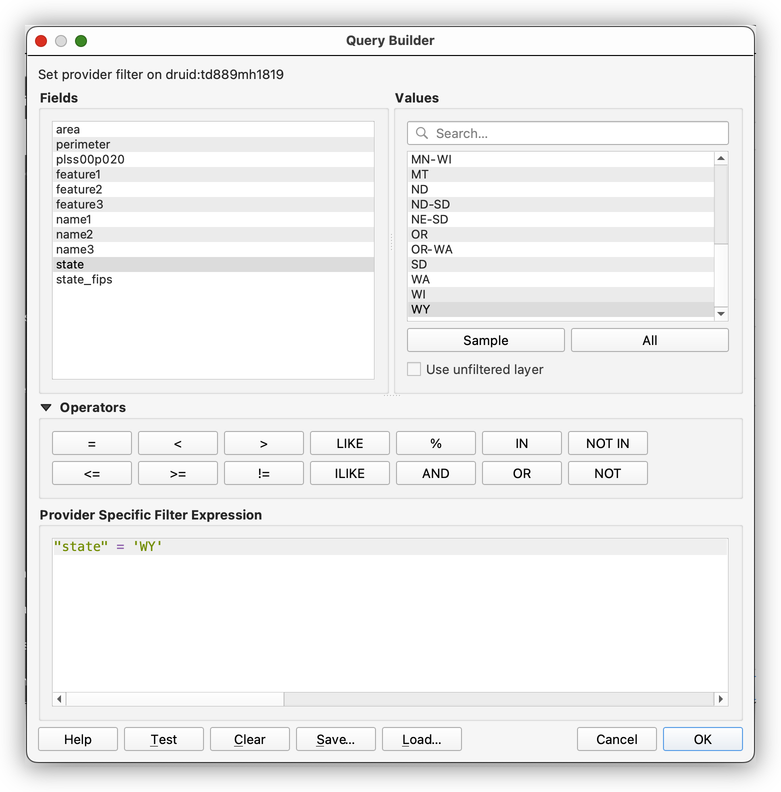 Query Builder
Set provider filter on druid:td889mh1819
Fields
area
perimeter
plss00p020
feature1
feature2
feature3
name1
name2
name3
state
state_fips
Values
Search...
MN-WI
MT
ND
ND-SD
NE-SD
OR
OR-WA
SD
WA
WI
WY
Sample All
Use unfiltered layer
Operators
= < > LIKE % IN NOT IN
<= >= != ILIKE AND OR NOT
Provider Specific Filter Expression
"state" = 'WY'
Help Test Clear Save... Load... Cancel OK